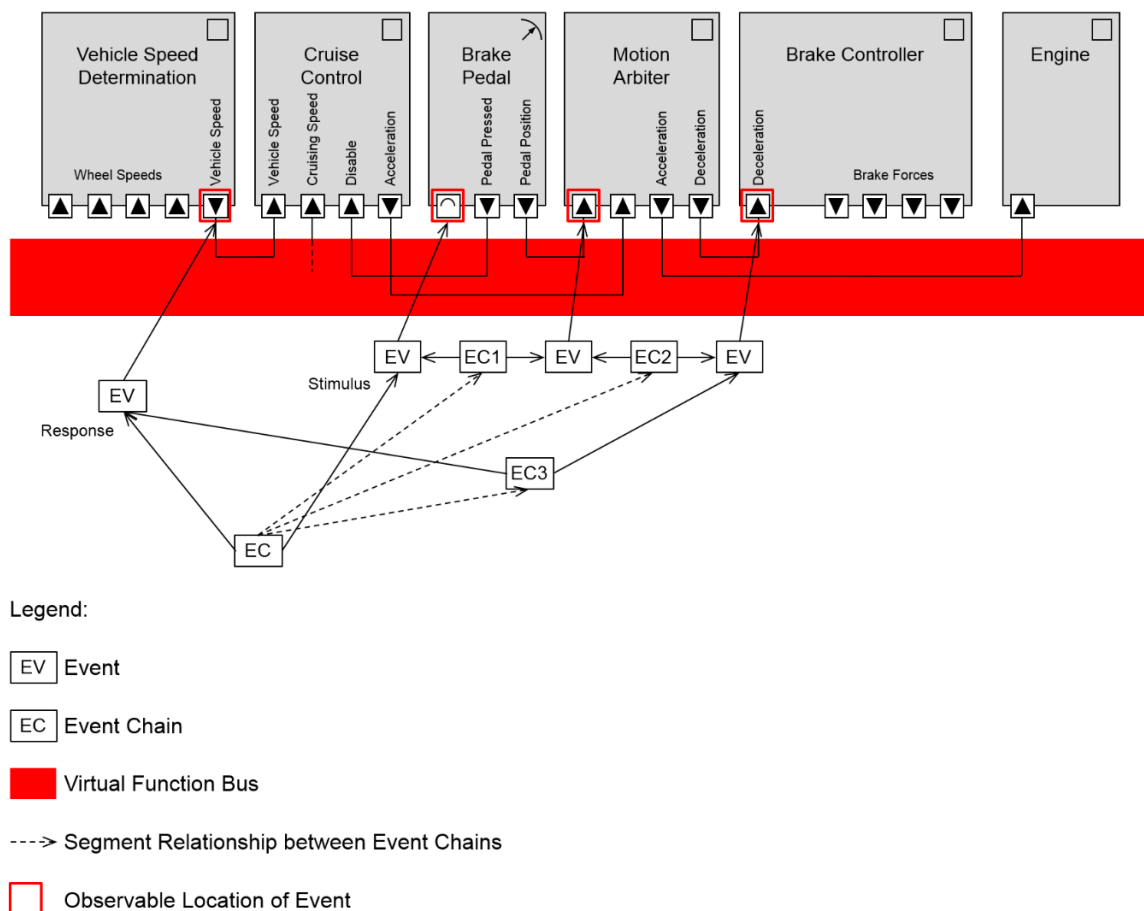 Vehicle Speed
Determination
Cruise
Control
Brake
Pedal
Motion
Arbiter
Brake Controller
Engine
Wheel Speeds
Vehicle Speed
Vehicle Speed
Cruising Speed
Disable
Acceleration
Pedal Pressed
Pedal Position
Acceleration
Deceleration
Deceleration
Brake Forces
EV
EC1
EV
EC2
EV
Stimulus
EV
Response
EC3
EC
Legend:
EV Event
EC Event Chain
Virtual Function Bus
Segment Relationship between Event Chains
Observable Location of Event